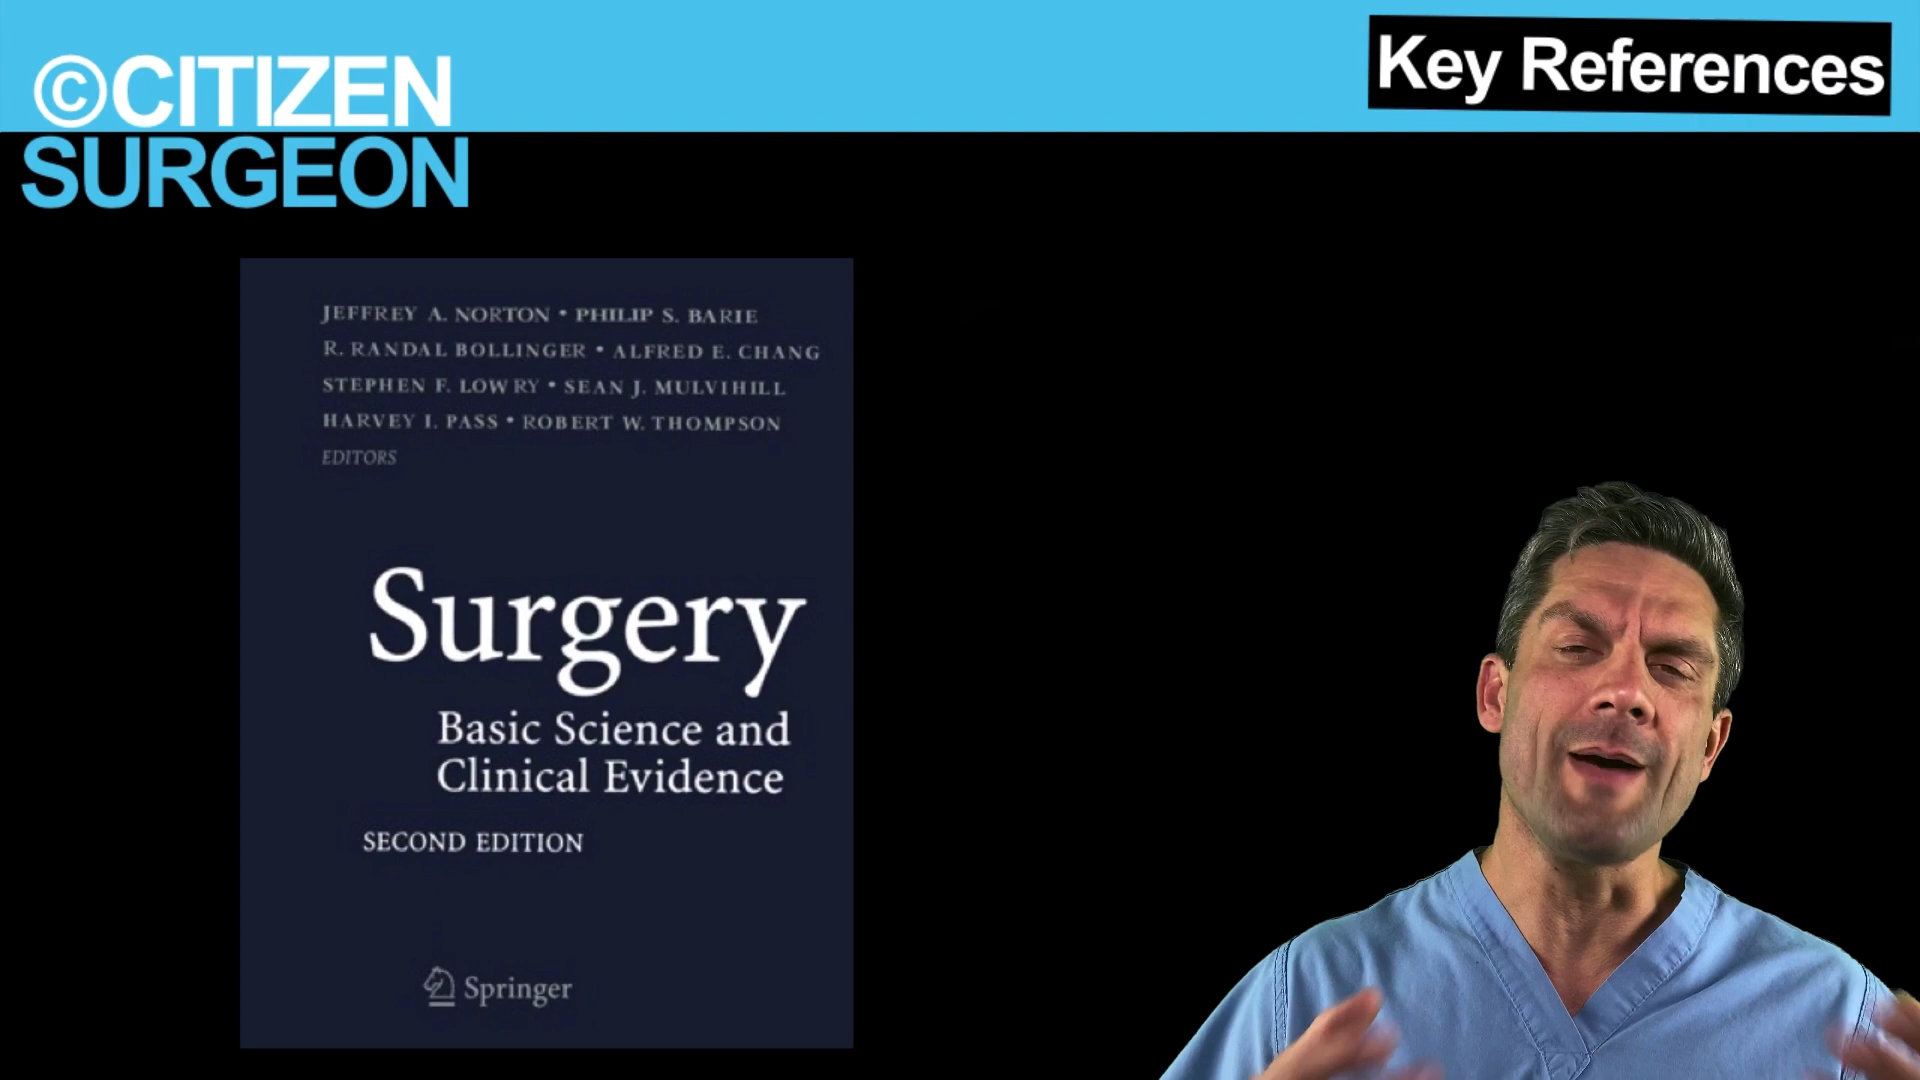 ©CITIZEN
SURGEON
Key References
JEFFREY A. NORTON • PHILIP S. BARIE
R. RANDAL BOLLINGER • ALFRED E. CHANG
STEPHEN F. LOWRY • SEAN J. MULVIHILL
HARVEY I. PASS • ROBERT W. THOMPSON
EDITORS
Surgery
Basic Science and
Clinical Evidence
SECOND EDITION
Springer